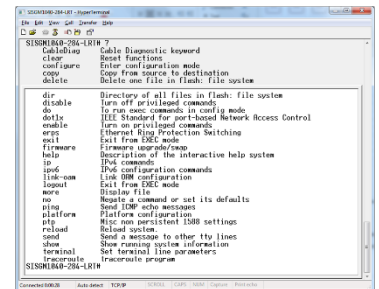 SISGM1040-284-LRT - HyperTerminal
File Edit View Call Transfer Help
SISGM1040-284-LRT# ?
CableDiag Cable Diagnostic keyword
clear Reset functions
configure Enter configuration mode
copy Copy from source to destination
delete Delete one file in flash: file system
dir Directory of all files in flash: file system
disable Turn off privileged commands
do To run exec commands in config mode
dot1x IEEE Standard for port-based Network Access Control
enable Turn on privileged commands
erps Ethernet Ring Protection Switching
exit Exit from EXEC mode
firmware Firmware upgrade/swap
help Description of the interactive help system
ip IPv4 commands
ipv6 IPv6 configuration commands
link-oam Link OAM configuration
logout Exit from EXEC mode
more Display file
no Negate a command or set its defaults
ping Send ICMP echo messages
platform Platform configuration
ptp Misc non persistent 1588 settings
reload Reload system.
send Send a message to other tty lines
show Show running system information
terminal Set terminal line parameters
traceroute traceroute program
SISGM1040-284-LRT#
Connected 0:00:28 Auto detect TCP/IP SCROLL CAPS NUM Capture Print echo